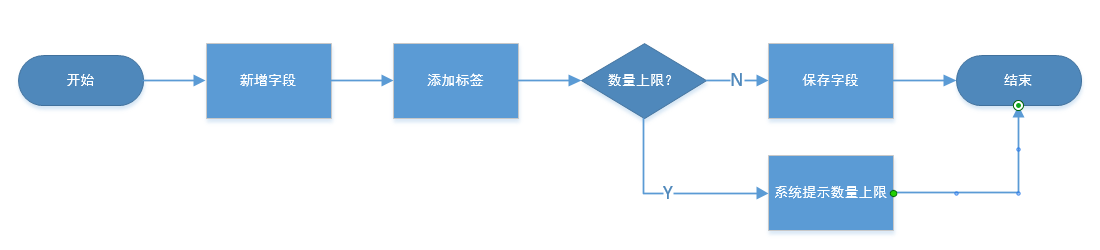 开始
新增字段
添加标签
数量上限？
N
保存字段
结束
Y
系统提示数量上限